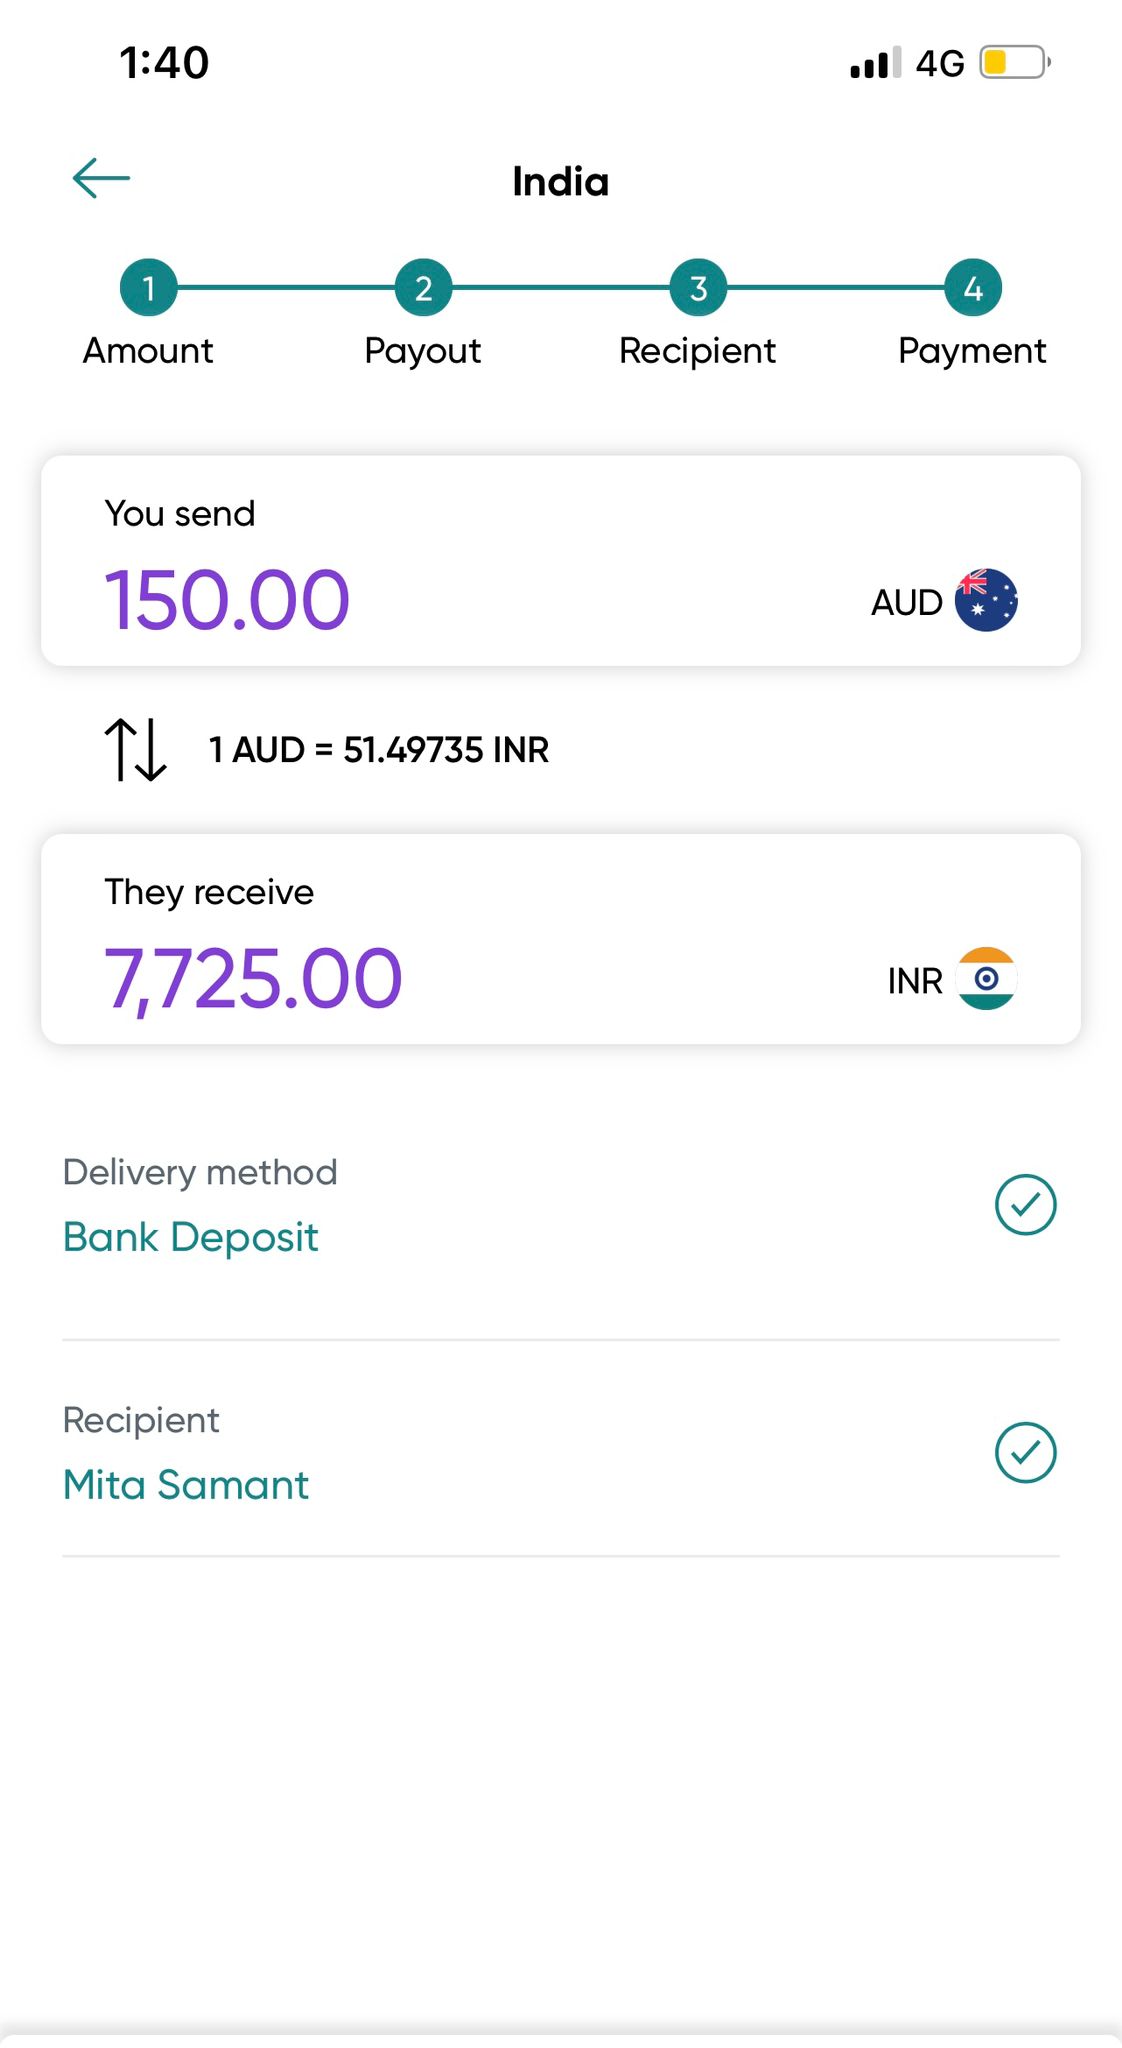 1:40
4G
India
1
2
3
4
Amount
Payout
Recipient
Payment
You send
150.00
AUD
1 AUD = 51.49735 INR
They receive
7,725.00
INR
Delivery method
Bank Deposit
Recipient
Mita Samant